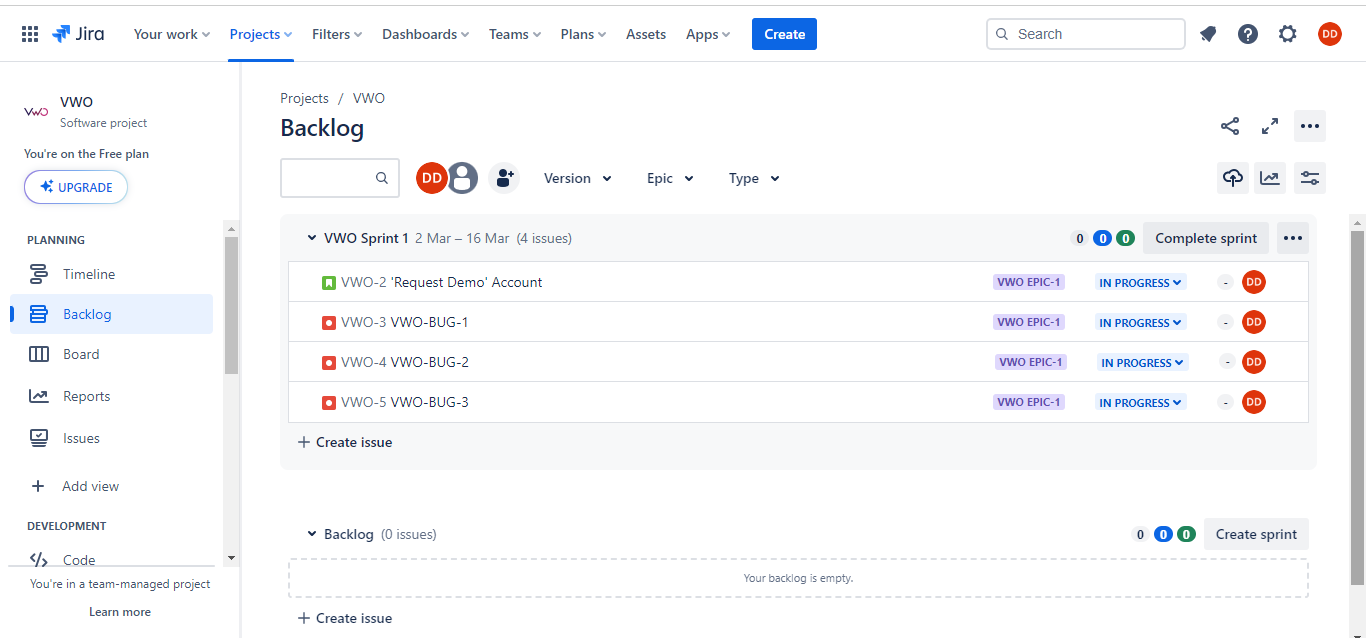 Jira Your work Projects Filters Dashboards Teams Plans Assets Apps Create Search DD
VWO
VWO
Software project
You're on the Free plan
UPGRADE
PLANNING
Timeline
Backlog
Board
Reports
Issues
Add view
DEVELOPMENT
Code
You're in a team-managed project
Learn more
Projects / VWO
Backlog
DD Version Epic Type
VWO Sprint 1 2 Mar – 16 Mar (4 issues) 0 0 0 Complete sprint
VWO-2 'Request Demo' Account VWO EPIC-1 IN PROGRESS - DD
VWO-3 VWO-BUG-1 VWO EPIC-1 IN PROGRESS - DD
VWO-4 VWO-BUG-2 VWO EPIC-1 IN PROGRESS - DD
VWO-5 VWO-BUG-3 VWO EPIC-1 IN PROGRESS - DD
+ Create issue
Backlog (0 issues) 0 0 0 Create sprint
Your backlog is empty.
+ Create issue